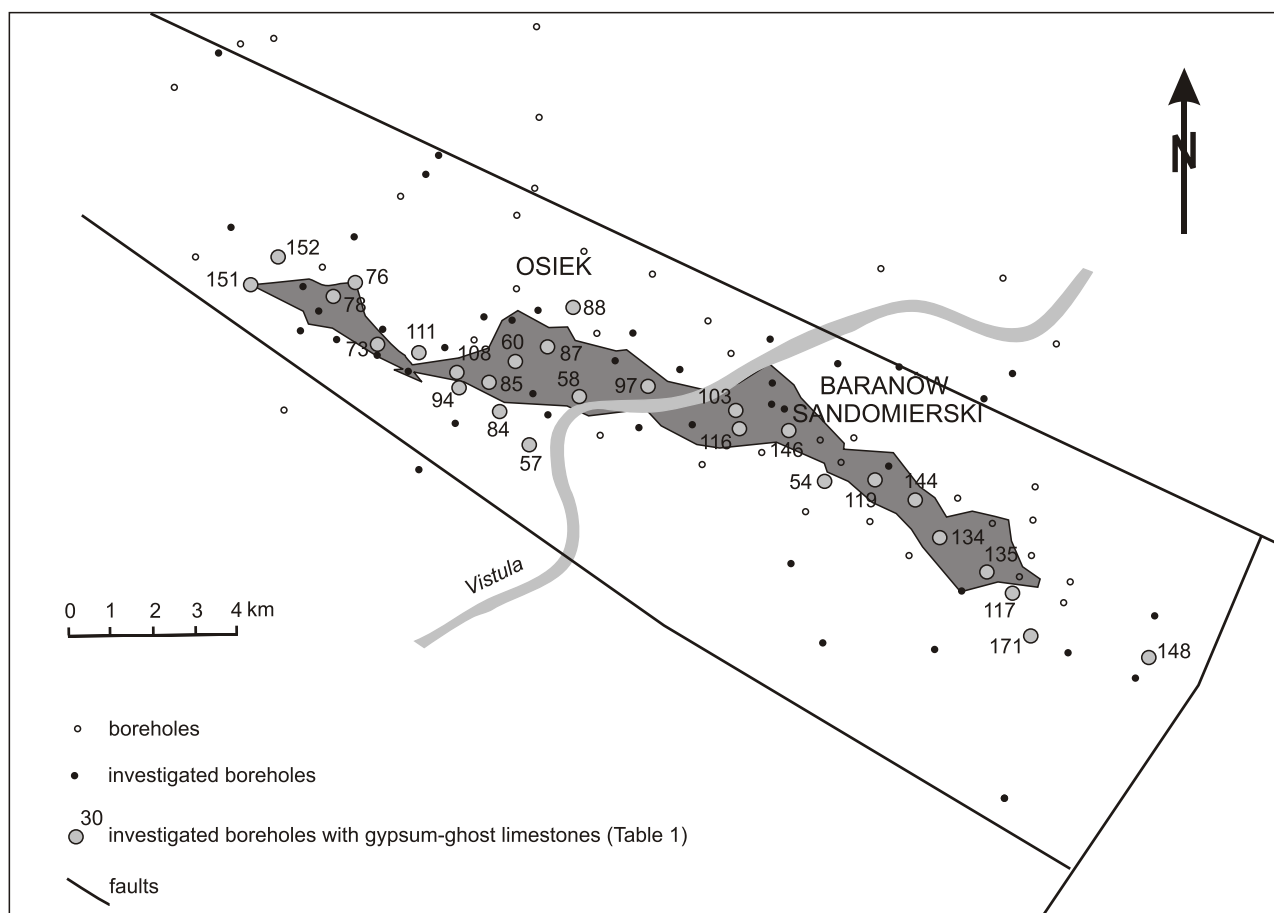 N
OSIEK
152
151
76
78
88
111
73
108
60
87
94
85
58
97
84
57
103
BARANÓW
SANDOMIERSKI
116
146
54
119
144
134
135
117
171
148
Vistula
0 1 2 3 4 km
boreholes
investigated boreholes
30
investigated boreholes with gypsum-ghost limestones (Table 1)
faults